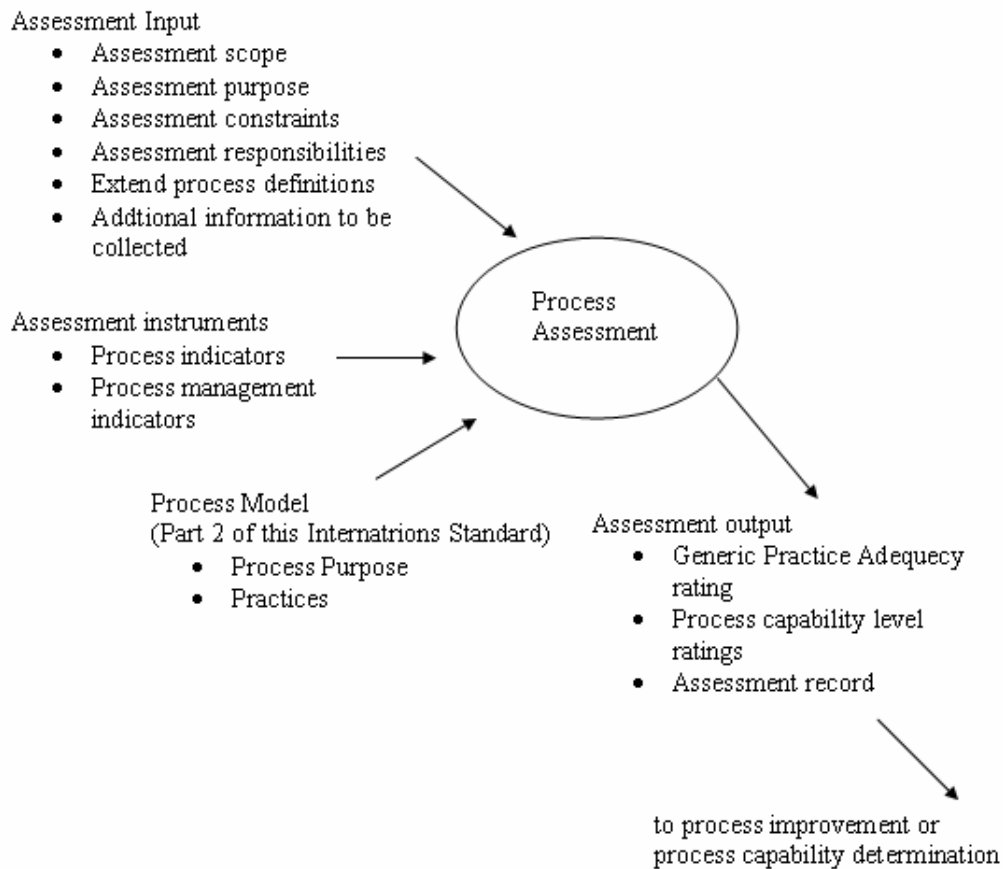 Assessment Input
• Assessment scope
• Assessment purpose
• Assessment constraints
• Assessment responsibilities
• Extend process definitions
• Addtional information to be
collected
Process
Assessment
Assessment instruments
• Process indicators
• Process management
indicators
Process Model
(Part 2 of this Internatrions Standard)
• Process Purpose
• Practices
Assessment output
• Generic Practice Adequecy
rating
• Process capability level
ratings
• Assessment record
to process improvement or
process capability determination